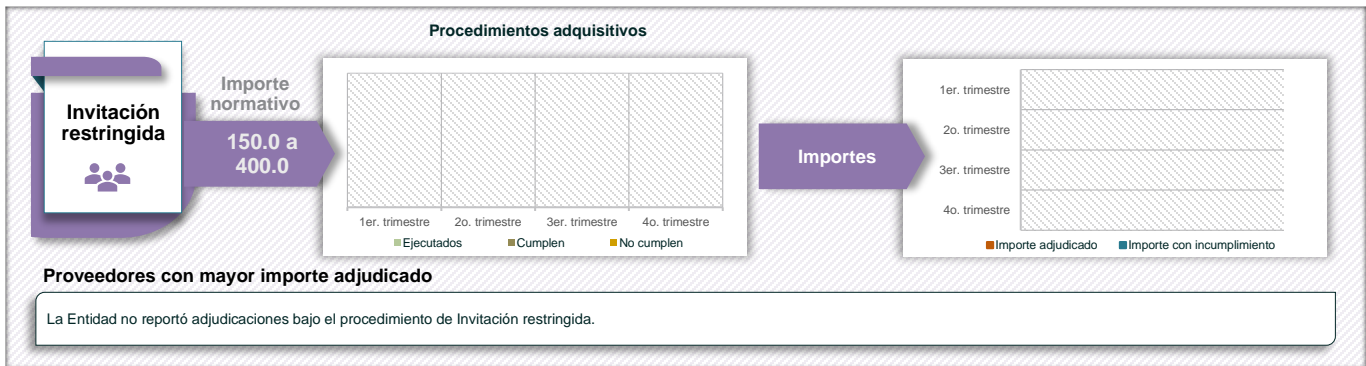 Procedimientos adquisitivos
Invitación
restringida
Importe
normativo
150.0 a
400.0
1er. trimestre 2o. trimestre 3er. trimestre 4o. trimestre
Ejecutados Cumplen No cumplen
Importes
1er. trimestre
2o. trimestre
3er. trimestre
4o. trimestre
Importe adjudicado Importe con incumplimiento
Proveedores con mayor importe adjudicado
La Entidad no reportó adjudicaciones bajo el procedimiento de Invitación restringida.